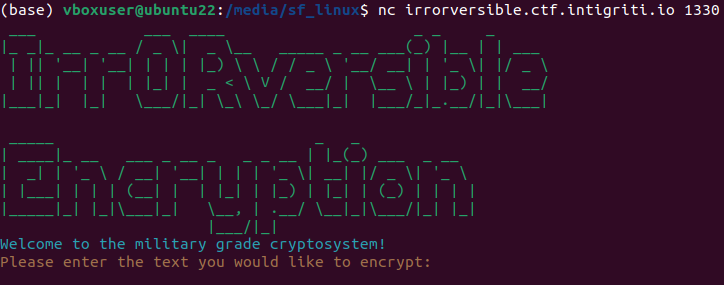 (base) vboxuser@ubuntu22:/media/sf_linux$ nc irrorversible.ctf.intigriti.io 1330
IrrORversible
Encryption
Welcome to the military grade cryptosystem!
Please enter the text you would like to encrypt: